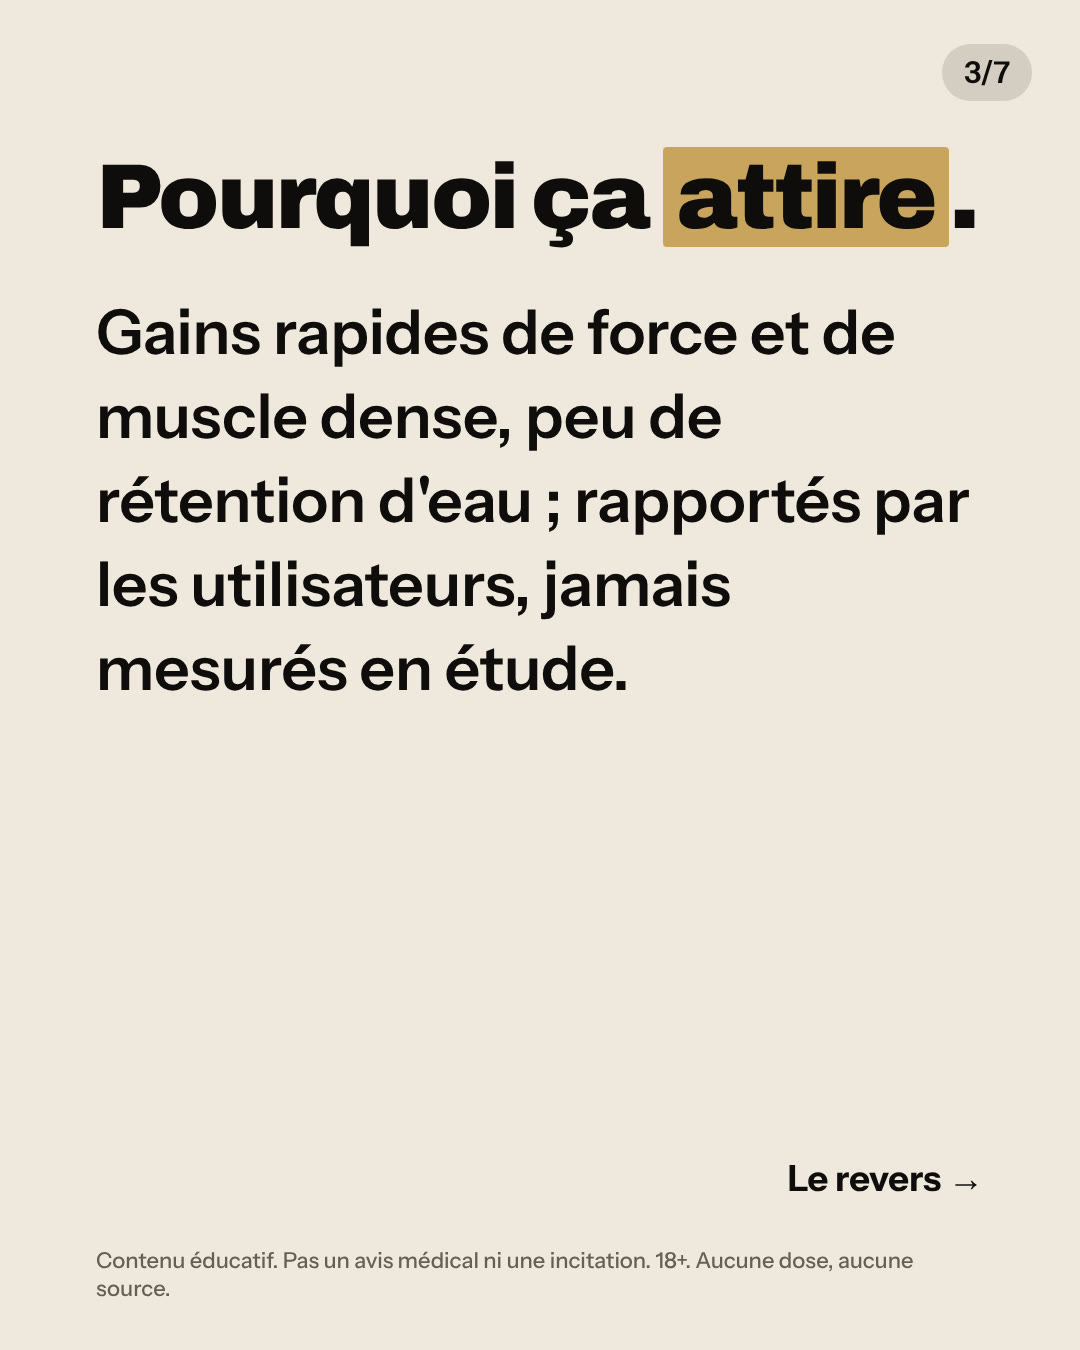 3/7
Pourquoi ça attire.
Gains rapides de force et de
muscle dense, peu de
rétention d'eau ; rapportés par
les utilisateurs, jamais
mesurés en étude.
Le revers →
Contenu éducatif. Pas un avis médical ni une incitation. 18+. Aucune dose, aucune
source.